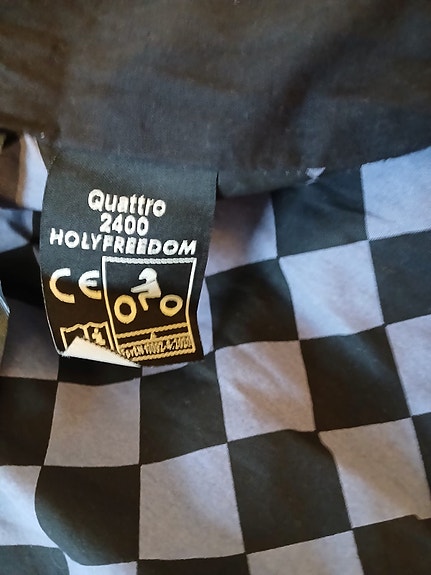 Quattro
2400
HOLYFREEDOM
CE